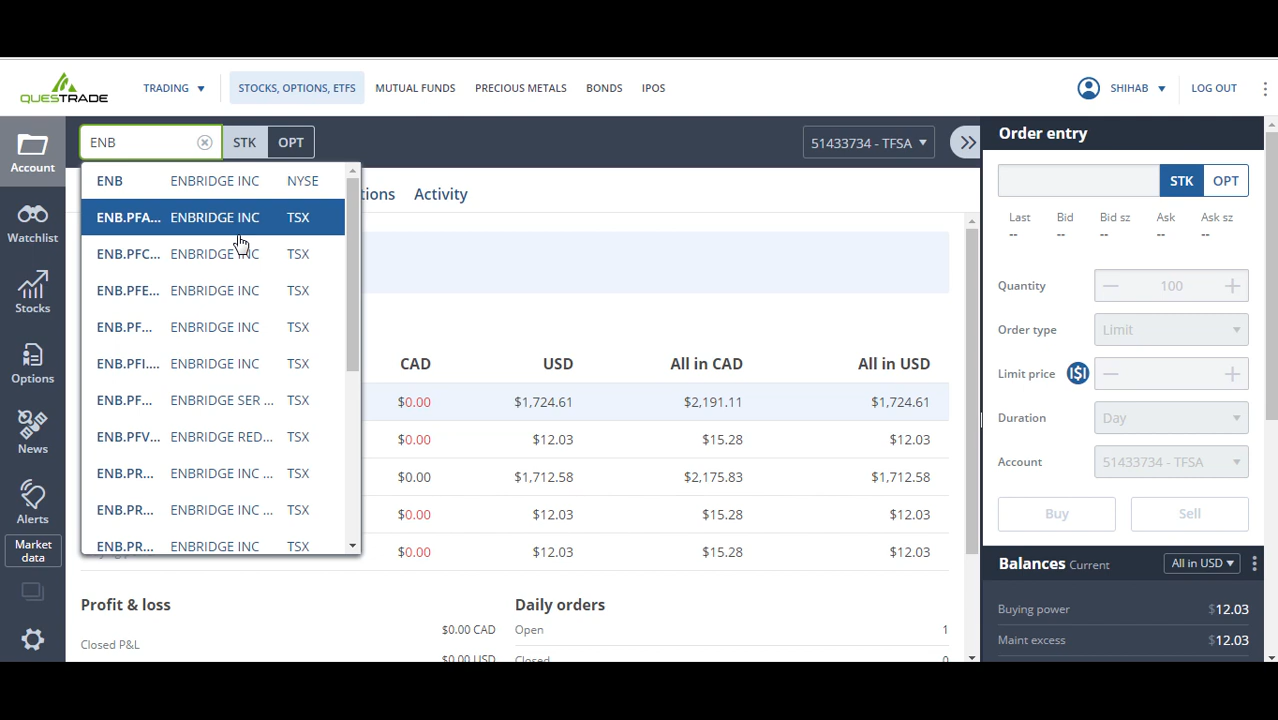 QUESTRADE
TRADING
STOCKS, OPTIONS, ETFS
MUTUAL FUNDS
PRECIOUS METALS
BONDS
IPOS
SHIHAB
LOG OUT
Account
Watchlist
Stocks
Options
News
Alerts
Market
data
ENB
STK
OPT
51433734 - TFSA
ENB ENBRIDGE INC NYSE
ENB.PFA... ENBRIDGE INC TSX
ENB.PFC... ENBRIDGE INC TSX
ENB.PFE... ENBRIDGE INC TSX
ENB.PF... ENBRIDGE INC TSX
ENB.PFI.... ENBRIDGE INC TSX
ENB.PF... ENBRIDGE SER ... TSX
ENB.PFV... ENBRIDGE RED... TSX
ENB.PR... ENBRIDGE INC ... TSX
ENB.PR... ENBRIDGE INC ... TSX
ENB.PR... ENBRIDGE INC TSX
Activity
CAD USD All in CAD All in USD
$0.00 $1,724.61 $2,191.11 $1,724.61
$0.00 $12.03 $15.28 $12.03
$0.00 $1,712.58 $2,175.83 $1,712.58
$0.00 $12.03 $15.28 $12.03
$0.00 $12.03 $15.28 $12.03
Profit & loss
$0.00 CAD
Closed P&L
$0.00 USD
Daily orders
Open 1
Closed 0
Order entry
STK OPT
Last Bid Bid sz Ask Ask sz
-- -- -- -- --
Quantity 100
Order type Limit
Limit price
Duration Day
Account 51433734 - TFSA
Buy Sell
Balances Current All in USD
Buying power $12.03
Maint excess $12.03